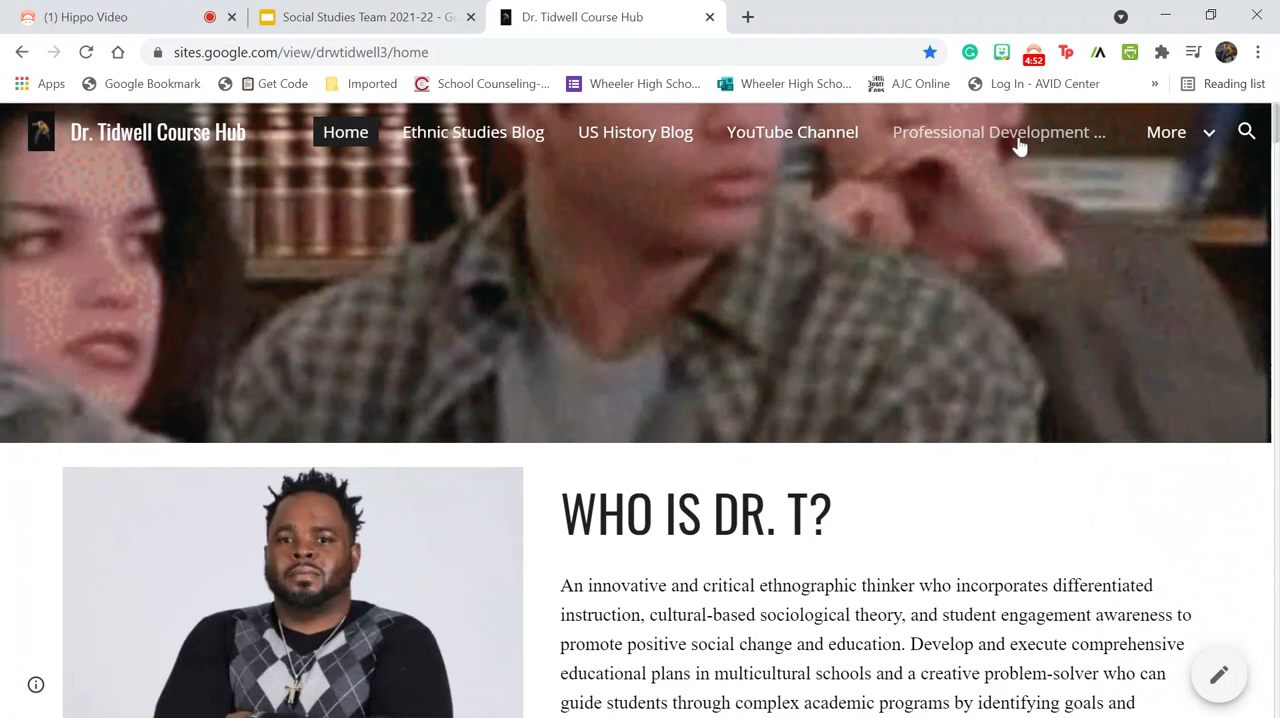 (1) Hippo Video
Social Studies Team 2021-22 - Go
Dr. Tidwell Course Hub
sites.google.com/view/drwtidwell3/home
4:52
Apps
Google Bookmark
Get Code
Imported
School Counseling-...
Wheeler High Scho...
Wheeler High Scho...
AJC Online
Log In - AVID Center
»
Reading list
Dr. Tidwell Course Hub
Home
Ethnic Studies Blog
US History Blog
YouTube Channel
Professional Development ...
More
WHO IS DR. T?
An innovative and critical ethnographic thinker who incorporates differentiated
instruction, cultural-based sociological theory, and student engagement awareness to
promote positive social change and education. Develop and execute comprehensive
educational plans in multicultural schools and a creative problem-solver who can
guide students through complex academic programs by identifying goals and